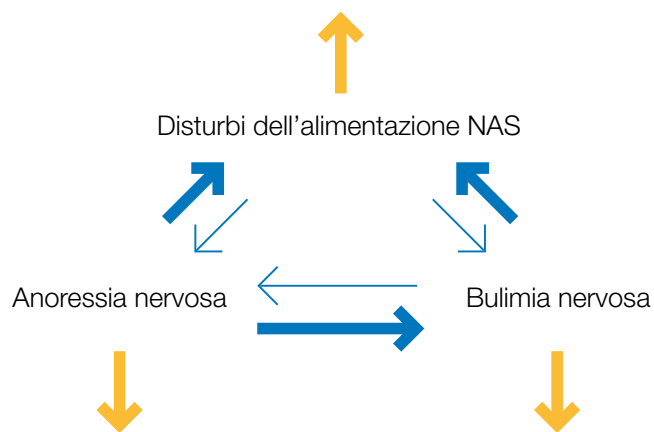 Disturbi dell’alimentazione NAS
Anoressia nervosa
Bulimia nervosa